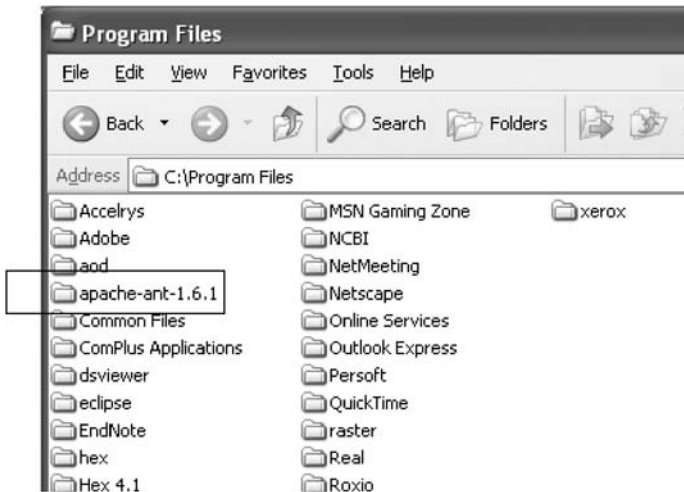 Program Files
File Edit View Favorites Tools Help
Back Search Folders
Address C:\Program Files
Accelrys MSN Gaming Zone xerox
Adobe NCBI
aod NetMeeting
apache-ant-1.6.1 Netscape
Common Files Online Services
ComPlus Applications Outlook Express
dsviewer Persoft
eclipse QuickTime
EndNote raster
hex Real
Hex 4.1 Roxio